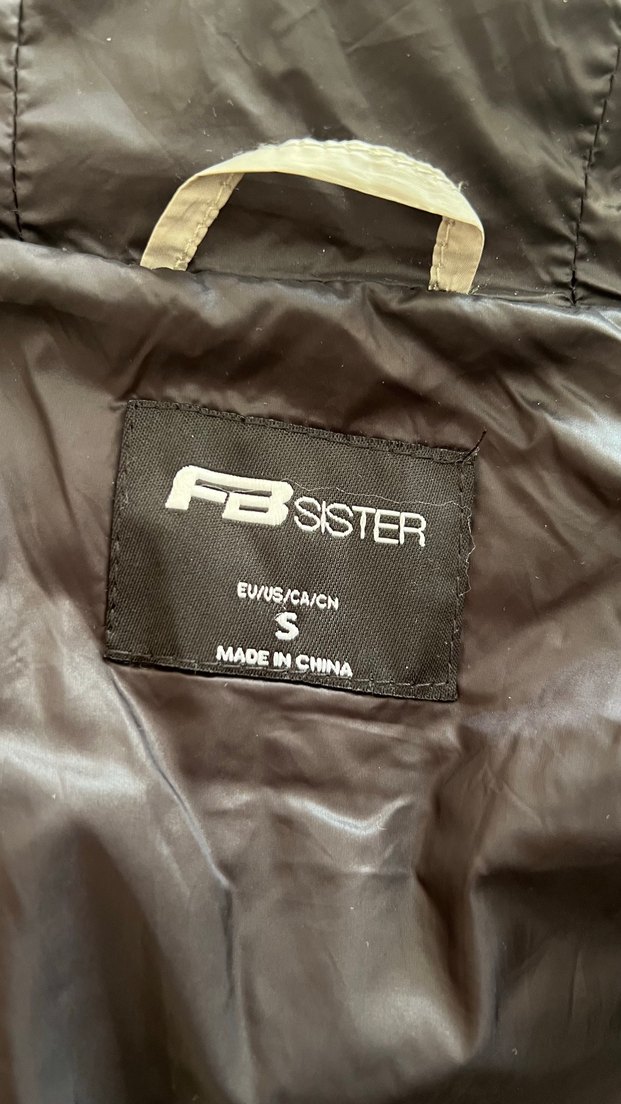 FB SISTER
EU/US/CA/CN
S
MADE IN CHINA